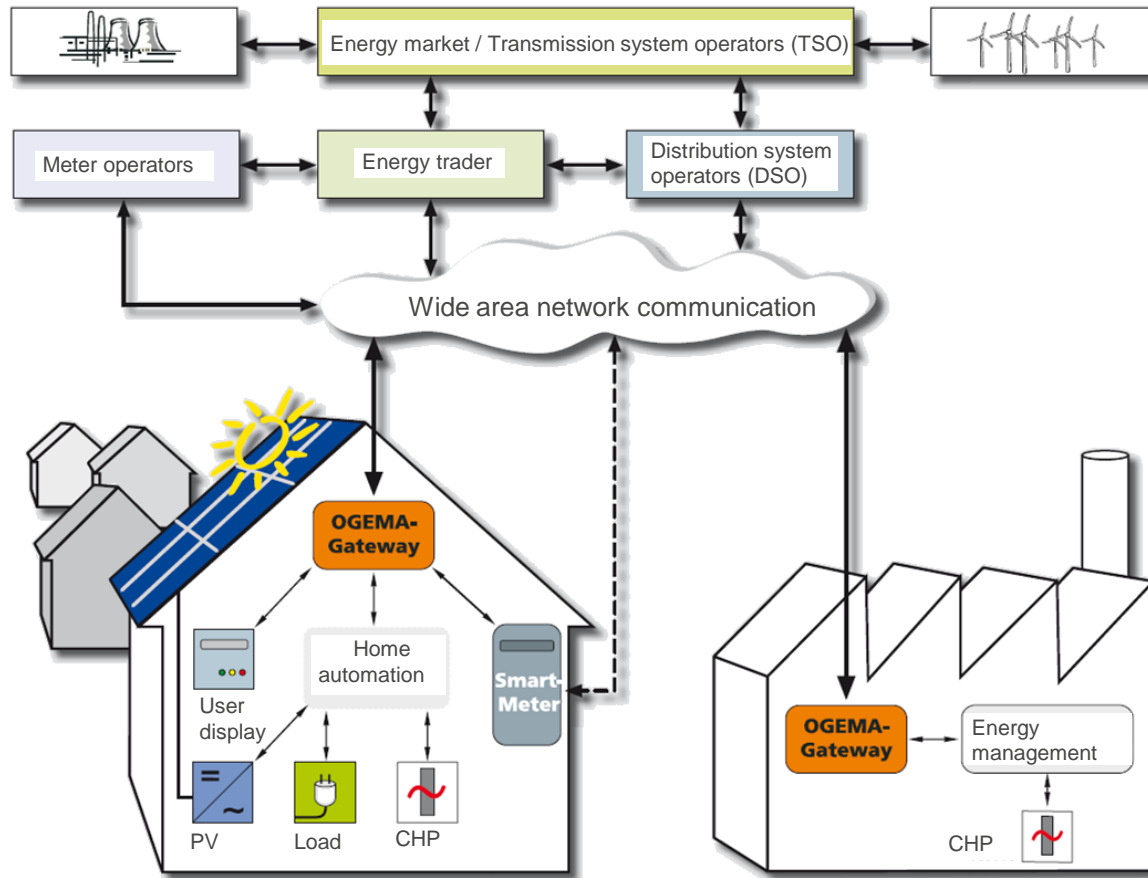 Energy market / Transmission system operators (TSO)
Meter operators
Energy trader
Distribution system
operators (DSO)
Wide area network communication
OGEMA-
Gateway
Home
automation
Smart-
Meter
User
display
PV
Load
CHP
OGEMA-
Gateway
Energy
management
CHP